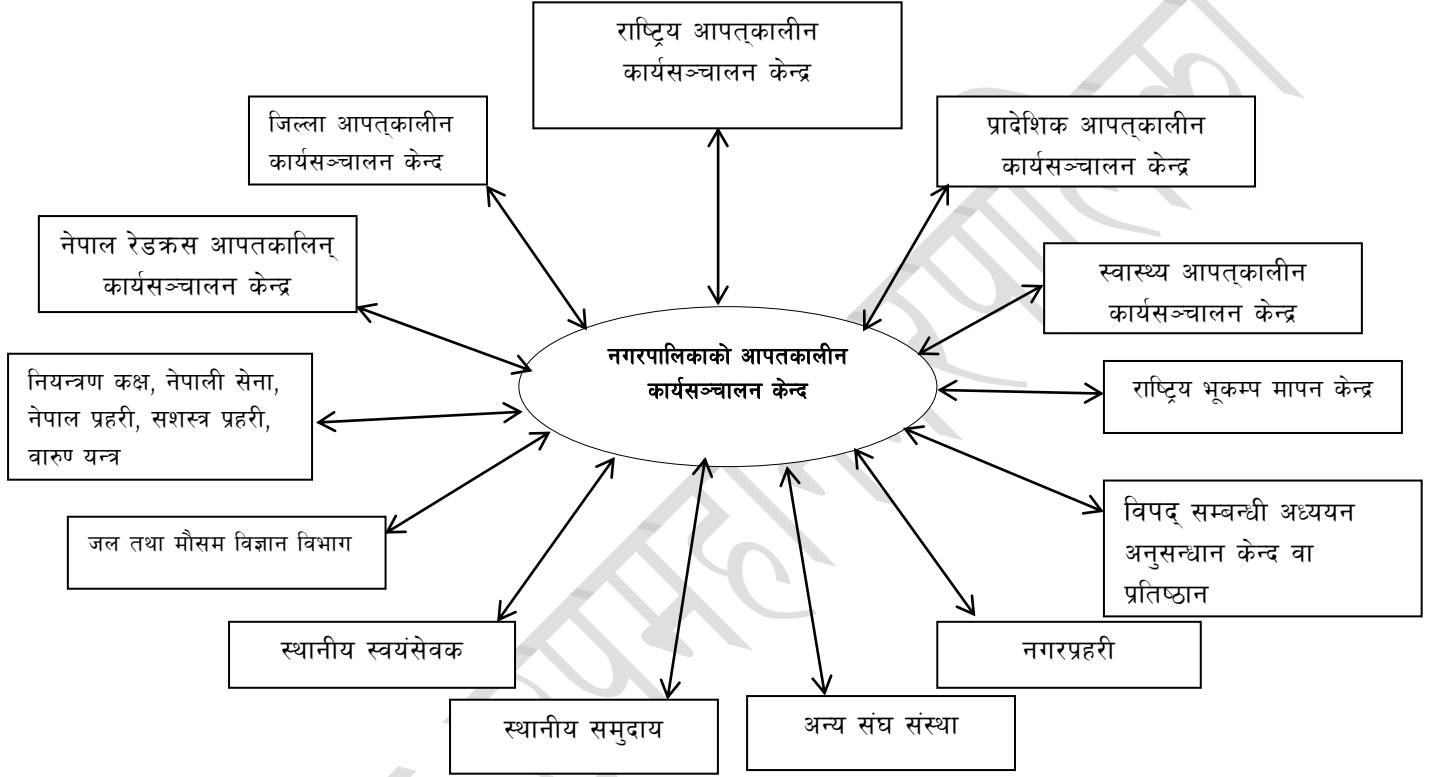 राष्ट्रिय आपत्कालीन
कार्यसञ्चालन केन्द्र
जिल्ला आपत्कालीन
कार्यसञ्चालन केन्द
प्रादेशिक आपत्कालीन
कार्यसञ्चालन केन्द्र
नेपाल रेडक्रस आपतकालिन्
कार्यसञ्चालन केन्द्र
स्वास्थ्य आपत्कालीन
कार्यसञ्चालन केन्द्र
नगरपालिकाको आपतकालीन
कार्यसञ्चालन केन्द
नियन्त्रण कक्ष, नेपाली सेना,
नेपाल प्रहरी, सशस्त्र प्रहरी,
वारुण यन्त्र
राष्ट्रिय भूकम्प मापन केन्द्र
जल तथा मौसम विज्ञान विभाग
विपद् सम्बन्धी अध्ययन
अनुसन्धान केन्द वा
प्रतिष्ठान
स्थानीय स्वयंसेवक
नगरप्रहरी
स्थानीय समुदाय
अन्य संघ संस्था